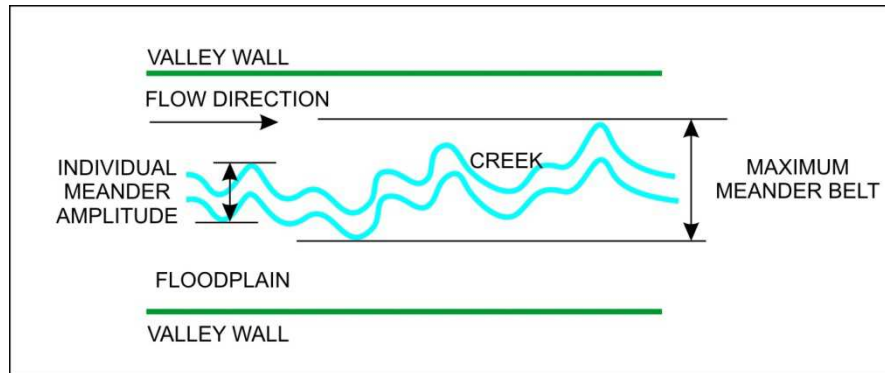 VALLEY WALL
FLOW DIRECTION
CREEK
INDIVIDUAL
MEANDER
AMPLITUDE
MAXIMUM
MEANDER BELT
FLOODPLAIN
VALLEY WALL